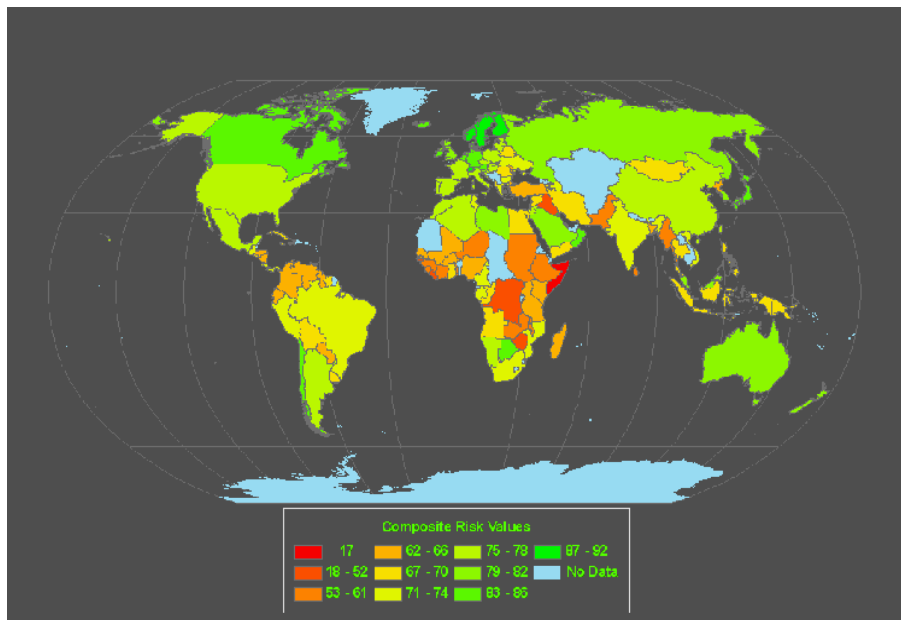 Composite Risk Values
17 62 - 66 75 - 78 87 - 92
18 - 52 67 - 70 79 - 82 No Data
53 - 61 71 - 74 83 - 86